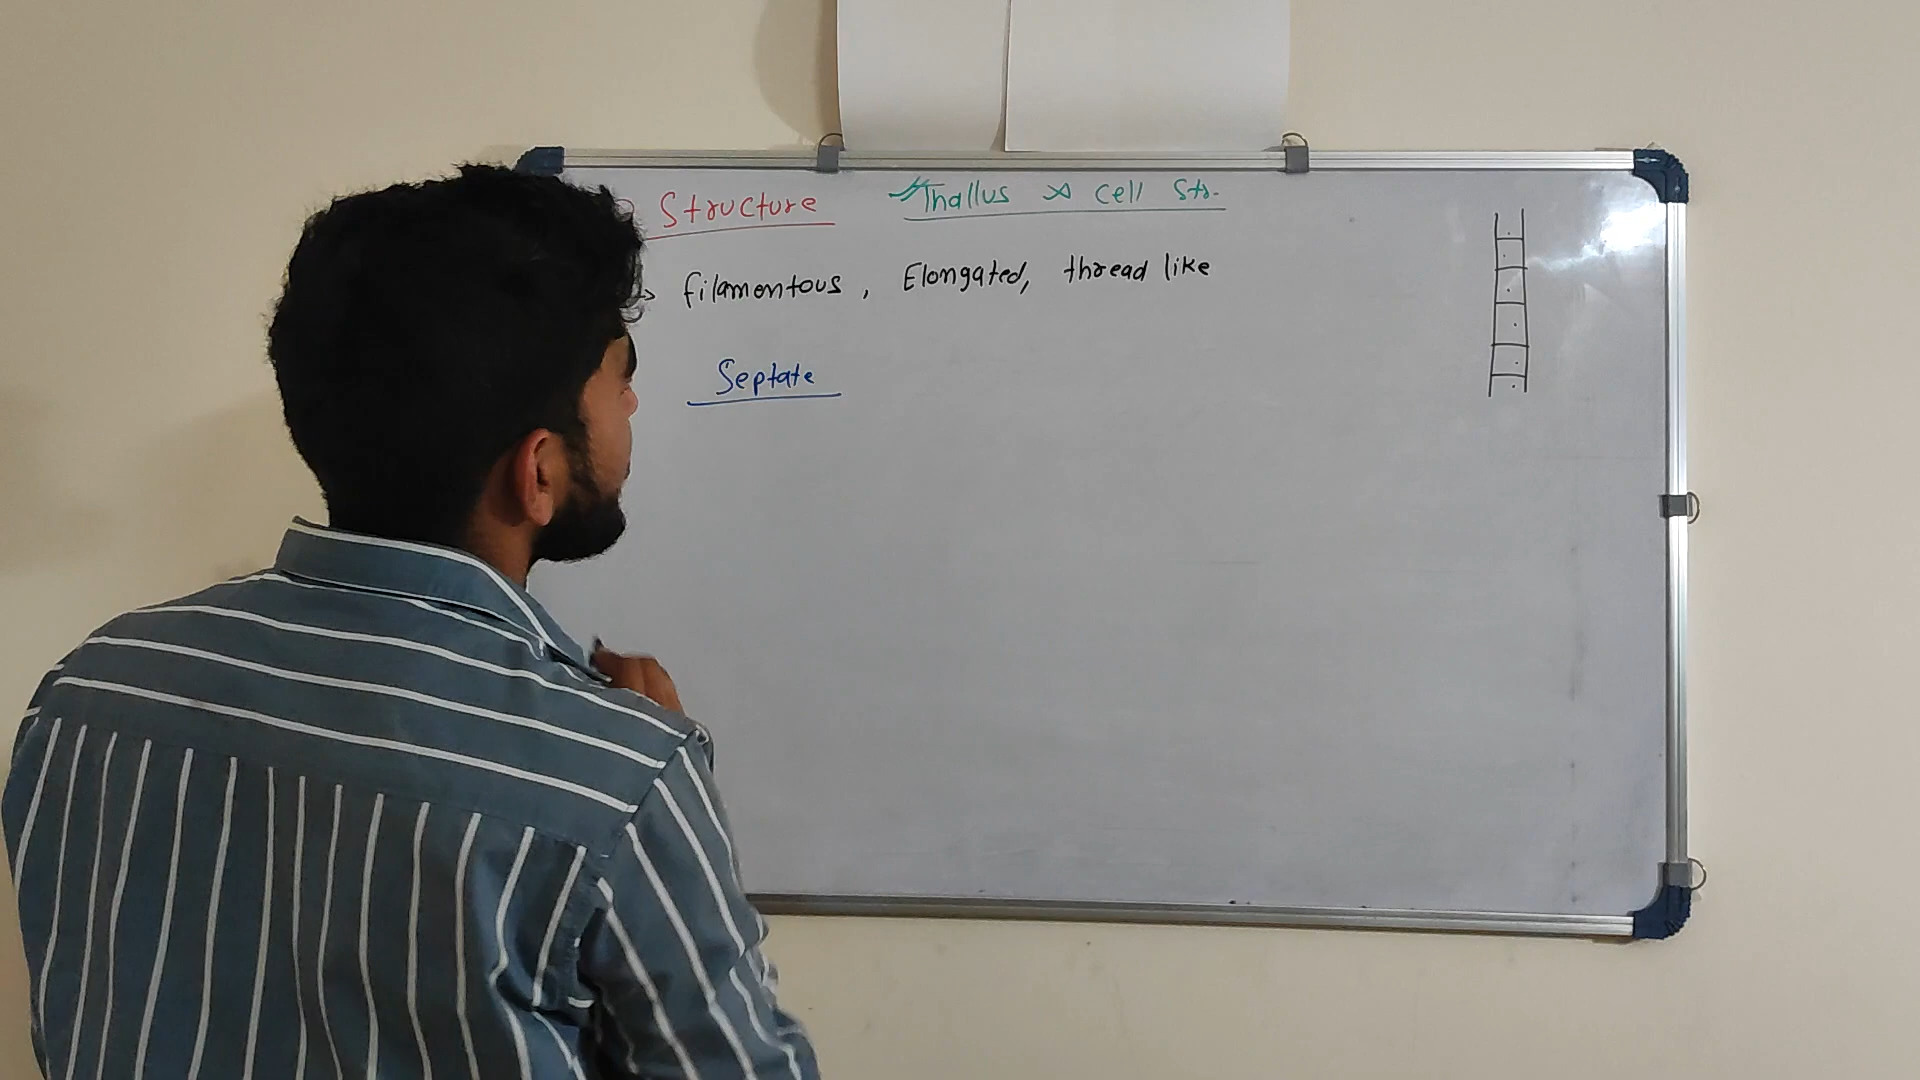 Structure Thallus & cell Str.
→ filamentous, Elongated, thread like
Septate